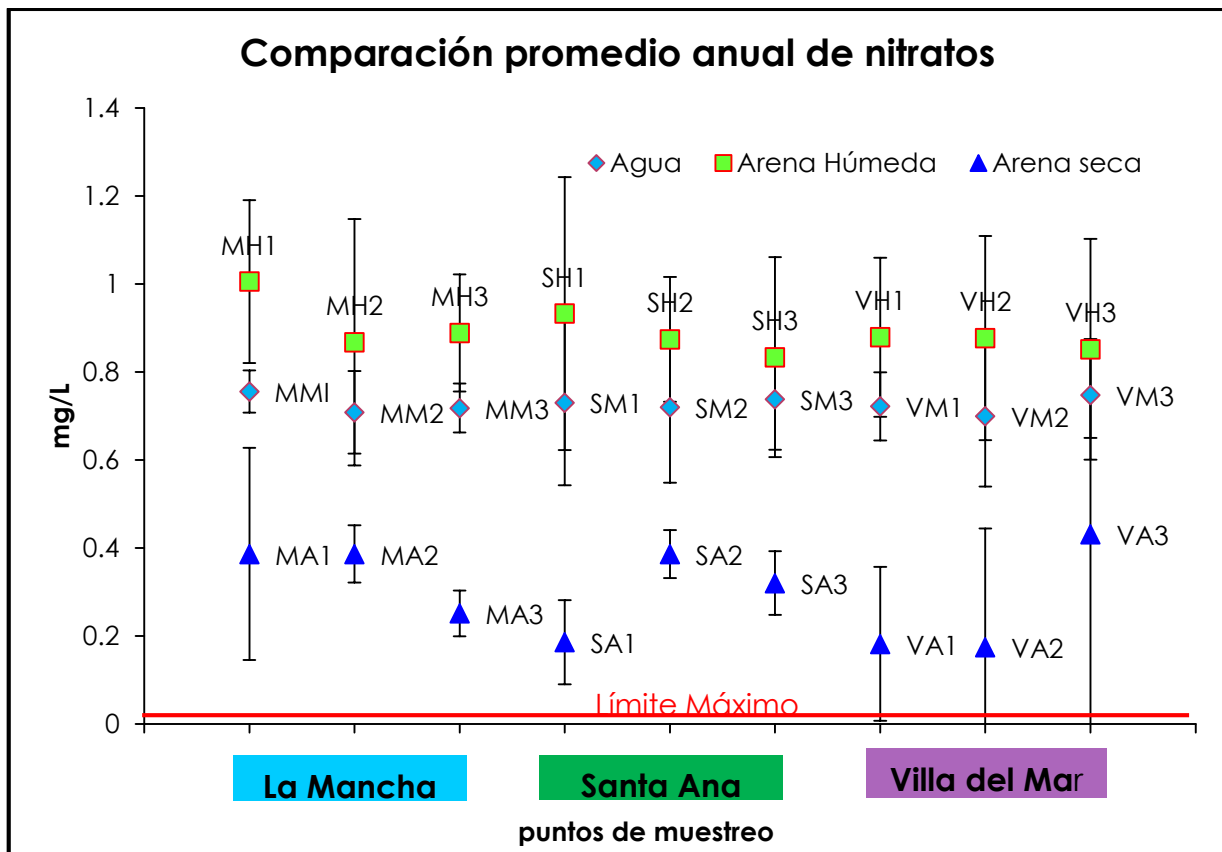 Comparación promedio anual de nitratos
1.4
1.2
1
0.8
0.6
0.4
0.2
0
mg/L
Agua Arena Húmeda Arena seca
MH1
MH2
MH3
SH1
SH2
SH3
VH1
VH2
VH3
MMI
MM2
MM3
SM1
SM2
SM3
VM1
VM2
VM3
MA1
MA2
MA3
SA1
SA2
SA3
VA1
VA2
VA3
Límite Máximo
La Mancha Santa Ana Villa del Mar
puntos de muestreo